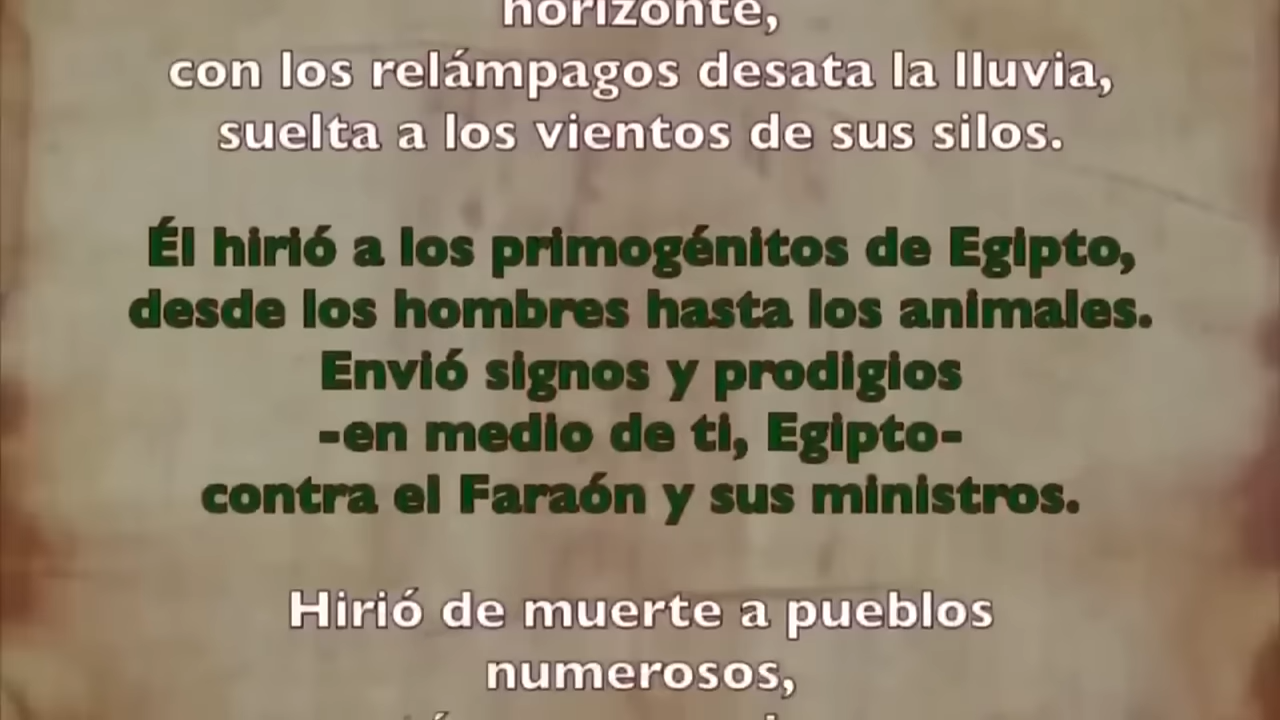 horizonte,
con los relámpagos desata la lluvia,
suelta a los vientos de sus silos.
Él hirió a los primogénitos de Egipto,
desde los hombres hasta los animales.
Envió signos y prodigios
-en medio de ti, Egipto-
contra el Faraón y sus ministros.
Hirió de muerte a pueblos
numerosos,